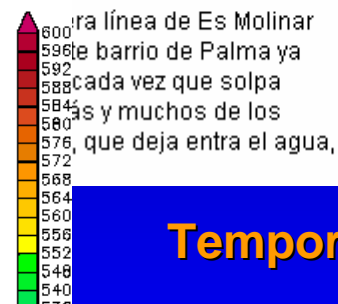 ra línea de Es Molinar
te barrio de Palma ya
cada vez que solpa
ás y muchos de los
, que deja entra el agua,
600
596
592
588
584
580
576
572
568
564
560
556
552
548
540
Tempor